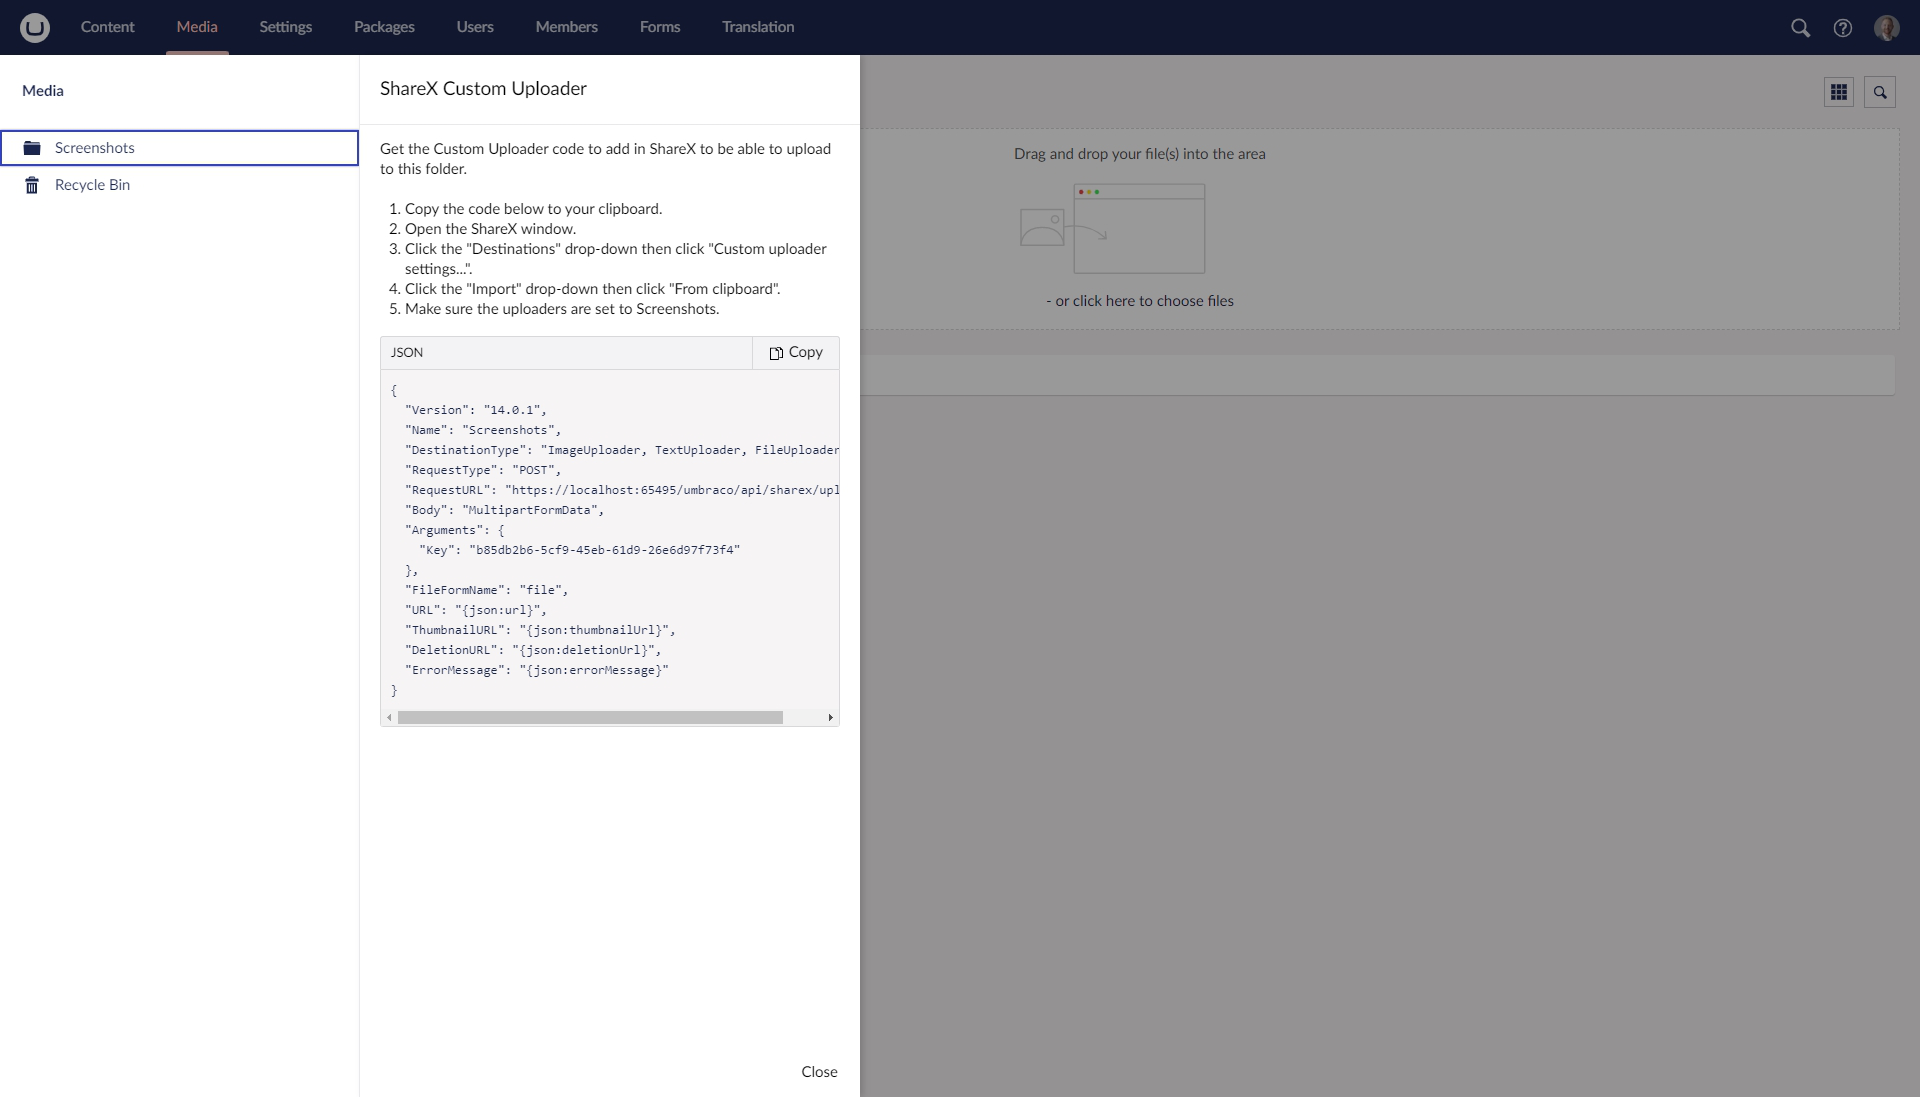 Content Media Settings Packages Users Members Forms Translation
Media
Screenshots
Recycle Bin
ShareX Custom Uploader
Get the Custom Uploader code to add in ShareX to be able to upload
to this folder.
1. Copy the code below to your clipboard.
2. Open the ShareX window.
3. Click the "Destinations" drop-down then click "Custom uploader
settings...".
4. Click the "Import" drop-down then click "From clipboard".
5. Make sure the uploaders are set to Screenshots.
JSON Copy
{
"Version": "14.0.1",
"Name": "Screenshots",
"DestinationType": "ImageUploader, TextUploader, FileUploader
"RequestType": "POST",
"RequestURL": "https://localhost:65495/umbraco/api/sharex/upl
"Body": "MultipartFormData",
"Arguments": {
"Key": "b85db2b6-5cf9-45eb-61d9-26e6d97f73f4"
},
"FileFormName": "file",
"URL": "{json:url}",
"ThumbnailURL": "{json:thumbnailUrl}",
"DeletionURL": "{json:deletionUrl}",
"ErrorMessage": "{json:errorMessage}"
}
Close
Drag and drop your file(s) into the area
- or click here to choose files